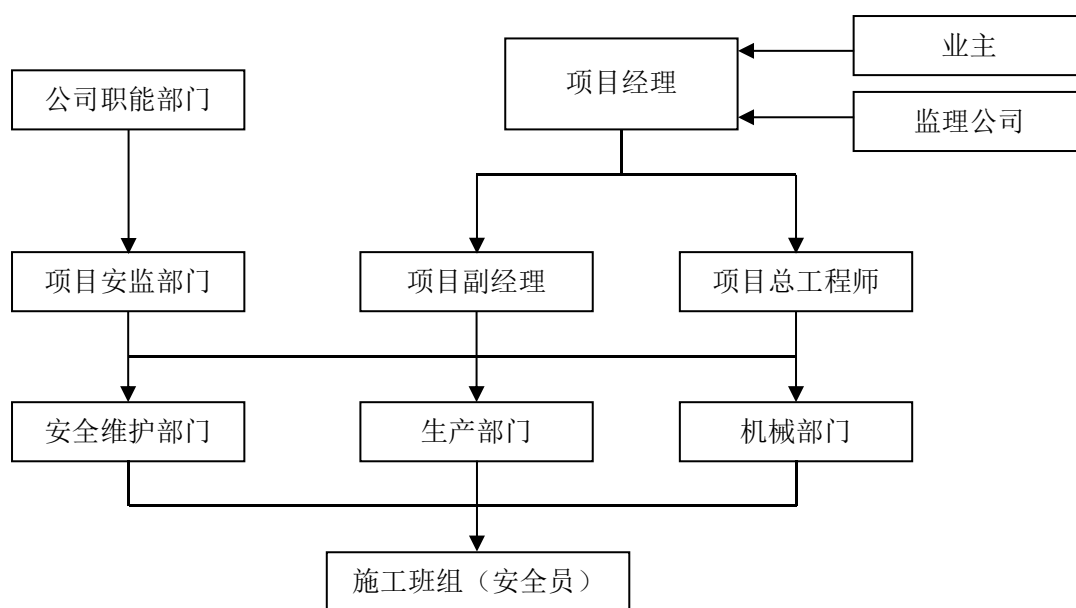 业主
项目经理
公司职能部门
监理公司
项目安监部门
项目副经理
项目总工程师
安全维护部门
生产部门
机械部门
施工班组（安全员）